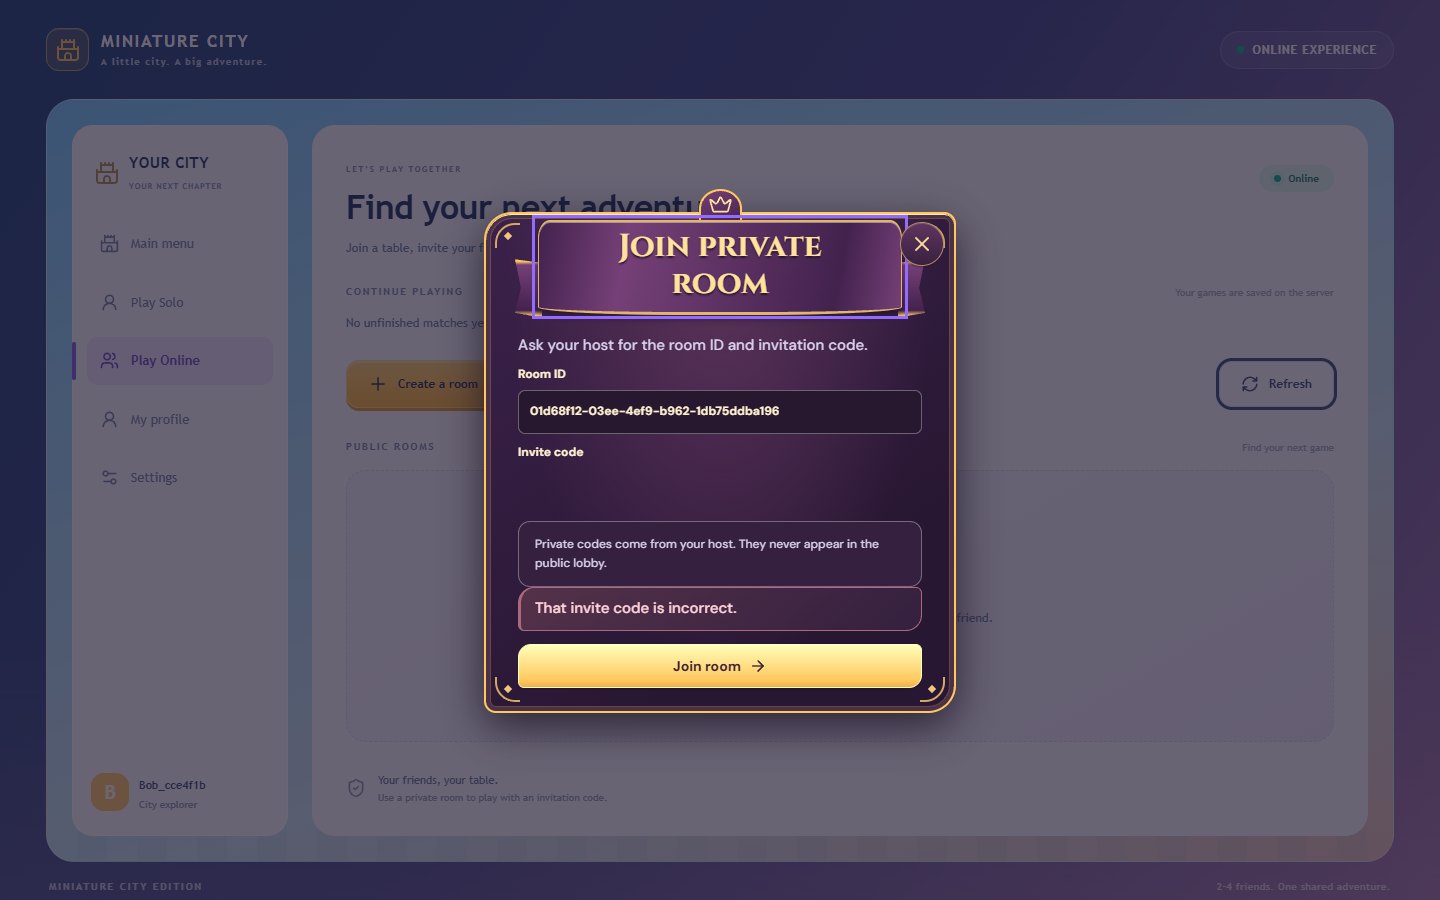 MINIATURE CITY
A little city. A big adventure.
ONLINE EXPERIENCE
YOUR CITY
YOUR NEXT CHAPTER
Main menu
Play Solo
Play Online
My profile
Settings
B
Bob_cce4f1b
City explorer
LET'S PLAY TOGETHER
Online
Find your next adventu
Join a table, invite your f
CONTINUE PLAYING
Your games are saved on the server
No unfinished matches ye
Create a room
Refresh
PUBLIC ROOMS
Find your next game
friend.
Your friends, your table.
Use a private room to play with an invitation code.
JOIN PRIVATE
ROOM
Ask your host for the room ID and invitation code.
Room ID
01d68f12-03ee-4ef9-b962-1db75ddba196
Invite code
Private codes come from your host. They never appear in the
public lobby.
That invite code is incorrect.
Join room
MINIATURE CITY EDITION
2-4 friends. One shared adventure.